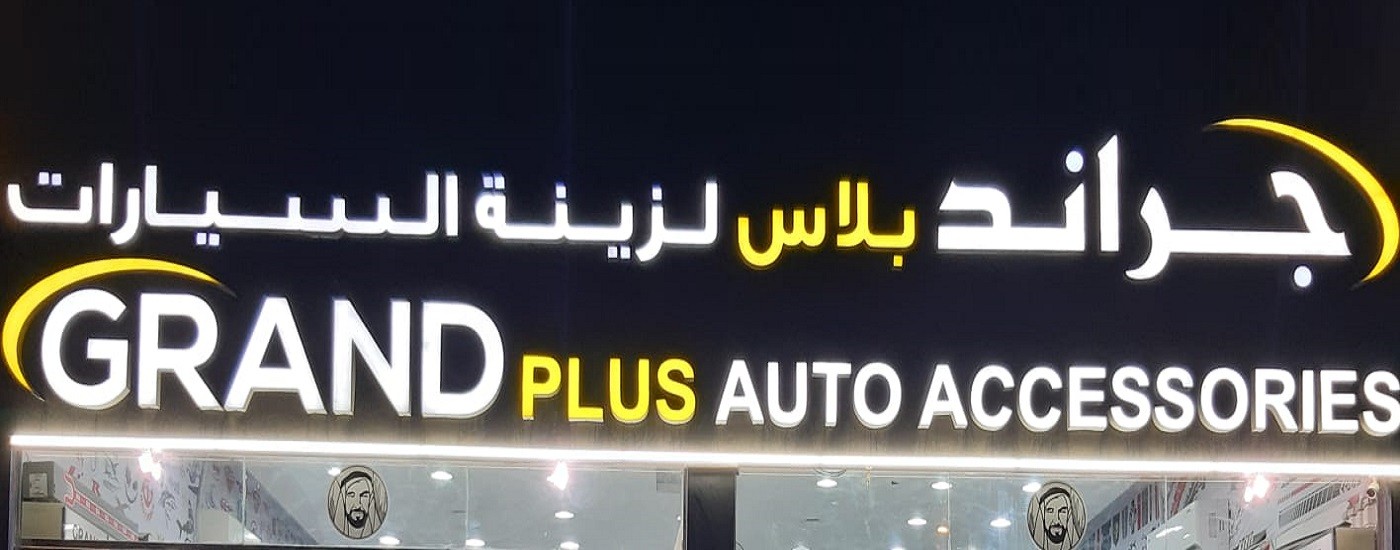 جراند بلاس لزينة السيارات
GRAND PLUS AUTO ACCESSORIES